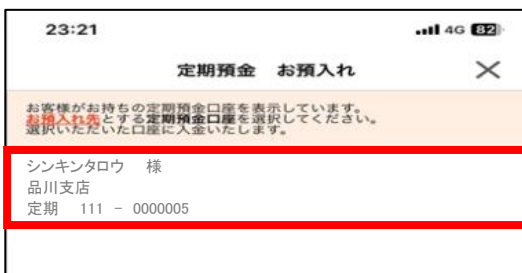 23:21 4G 82
定期預金 お預入れ
お客様がお持ちの定期預金口座を表示しています。
お預入れ先とする定期預金口座を選択してください。
選択いただいた口座に入金いたします。
シンキンタロウ 様
品川支店
定期 111 - 0000005